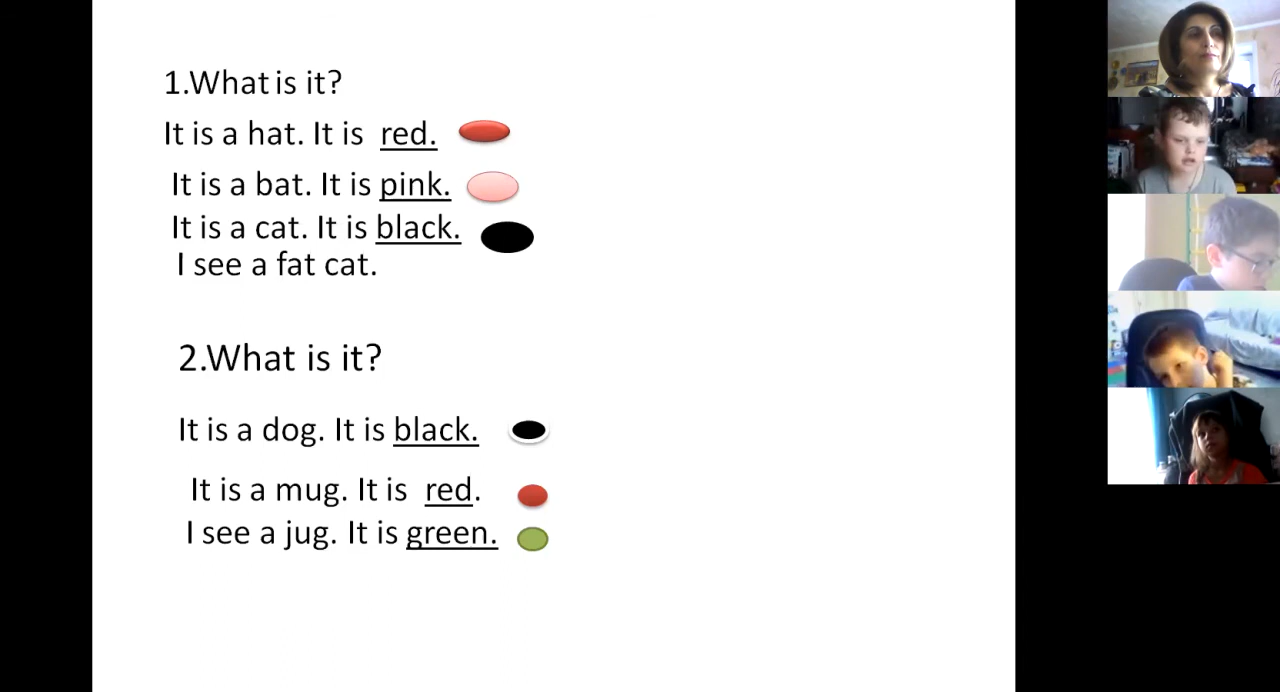 1.What is it?
It is a hat. It is red.
It is a bat. It is pink.
It is a cat. It is black.
I see a fat cat.
2.What is it?
It is a dog. It is black.
It is a mug. It is red.
I see a jug. It is green.